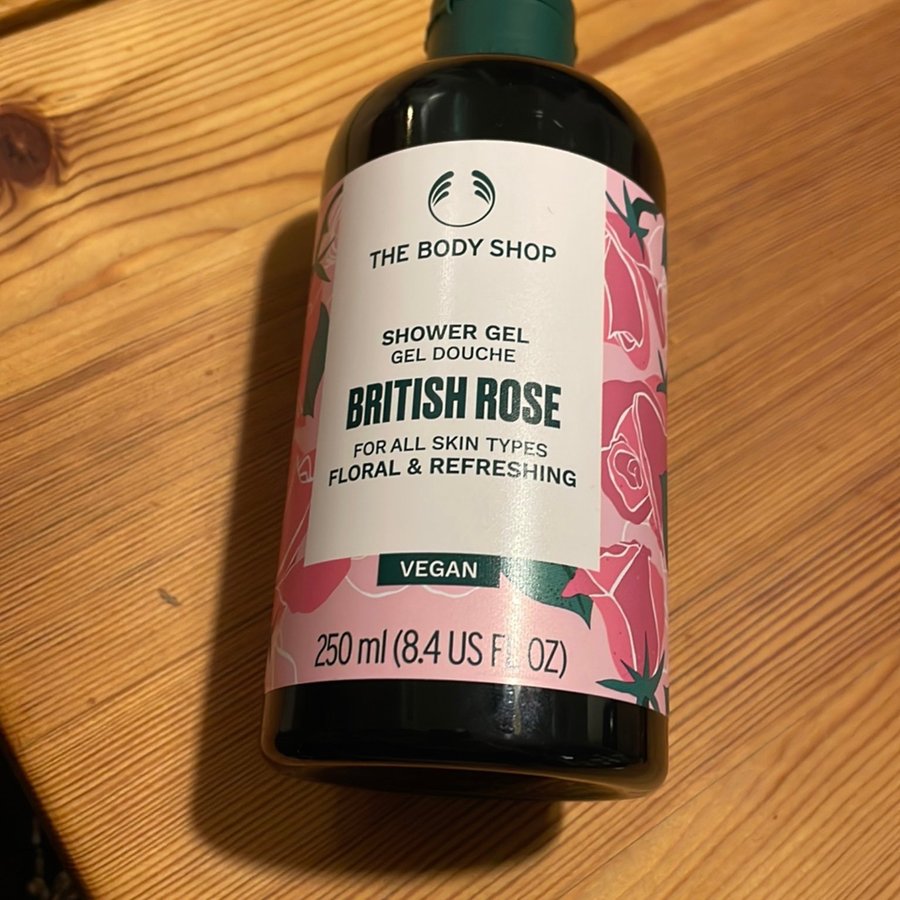 THE BODY SHOP
SHOWER GEL
GEL DOUCHE
BRITISH ROSE
FOR ALL SKIN TYPES
FLORAL & REFRESHING
VEGAN
250 ml (8.4 US FL OZ)